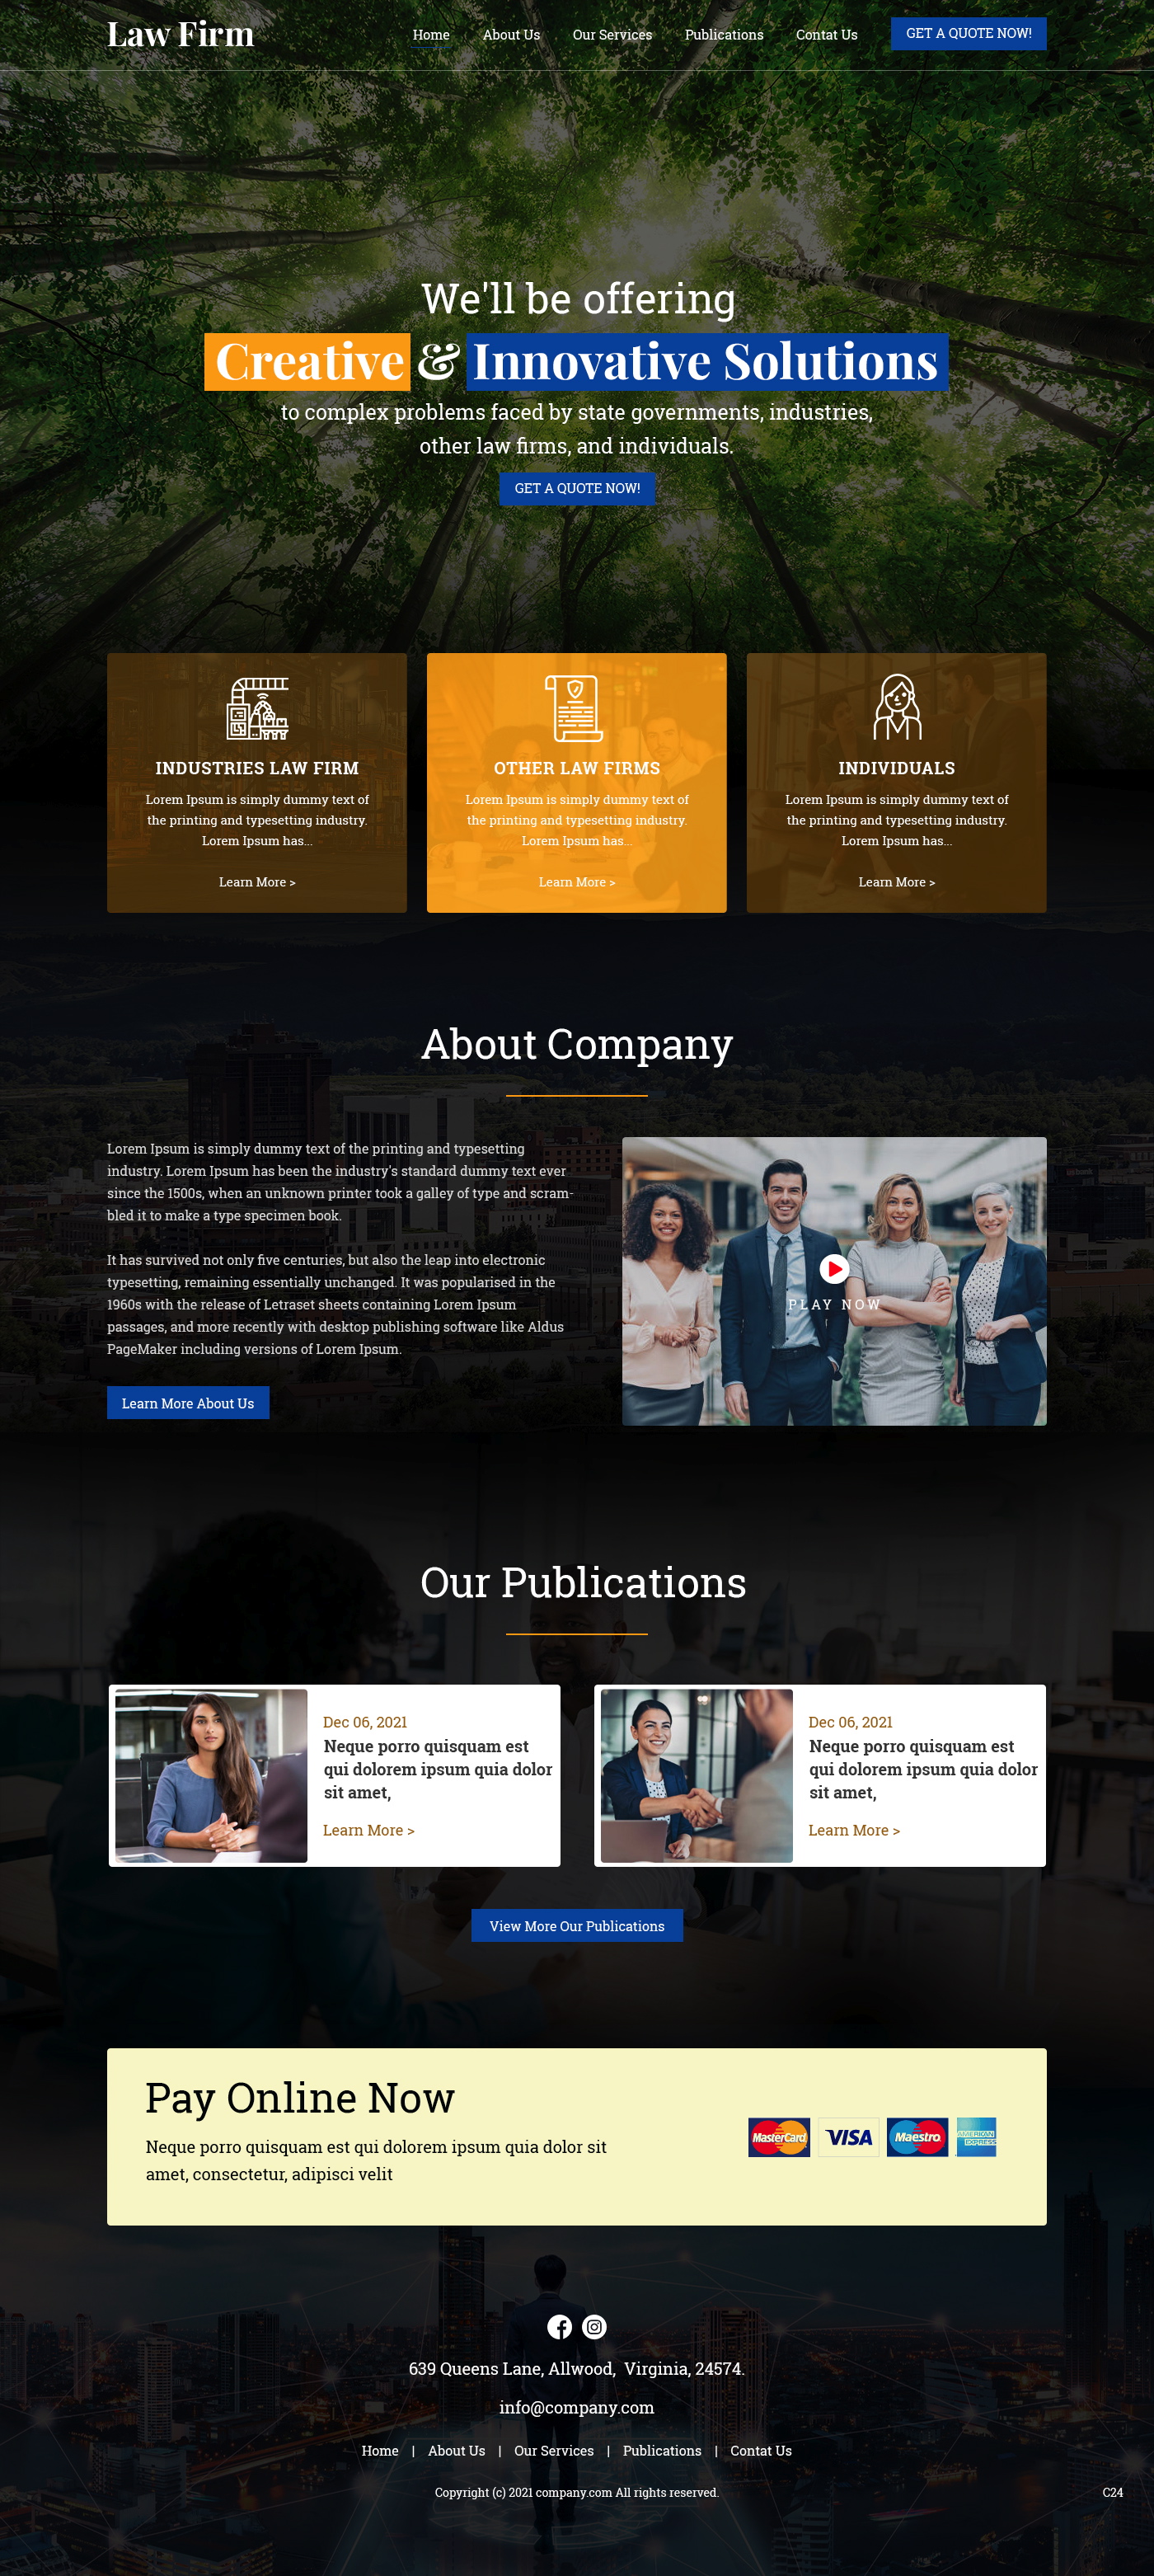 Law Firm
Home
About Us
Our Services
Publications
Contat Us
GET A QUOTE NOW!
We'll be offering
Creative & Innovative Solutions
to complex problems faced by state governments, industries,
other law firms, and individuals.
GET A QUOTE NOW!
INDUSTRIES LAW FIRM
Lorem Ipsum is simply dummy text of
the printing and typesetting industry.
Lorem Ipsum has...
Learn More >
OTHER LAW FIRMS
Lorem Ipsum is simply dummy text of
the printing and typesetting industry.
Lorem Ipsum has...
Learn More >
INDIVIDUALS
Lorem Ipsum is simply dummy text of
the printing and typesetting industry.
Lorem Ipsum has...
Learn More >
About Company
Lorem Ipsum is simply dummy text of the printing and typesetting
industry. Lorem Ipsum has been the industry's standard dummy text ever
since the 1500s, when an unknown printer took a galley of type and scram-
bled it to make a type specimen book.
It has survived not only five centuries, but also the leap into electronic
typesetting, remaining essentially unchanged. It was popularised in the
1960s with the release of Letraset sheets containing Lorem Ipsum
passages, and more recently with desktop publishing software like Aldus
PageMaker including versions of Lorem Ipsum.
Learn More About Us
PLAY NOW
Our Publications
Dec 06, 2021
Neque porro quisquam est
qui dolorem ipsum quia dolor
sit amet,
Learn More >
Dec 06, 2021
Neque porro quisquam est
qui dolorem ipsum quia dolor
sit amet,
Learn More >
View More Our Publications
Pay Online Now
Neque porro quisquam est qui dolorem ipsum quia dolor sit
amet, consectetur, adipisci velit
MasterCard
VISA
Maestro
AMERICAN
EXPRESS
639 Queens Lane, Allwood, Virginia, 24574.
info@company.com
Home | About Us | Our Services | Publications | Contat Us
Copyright (c) 2021 company.com All rights reserved.
C24